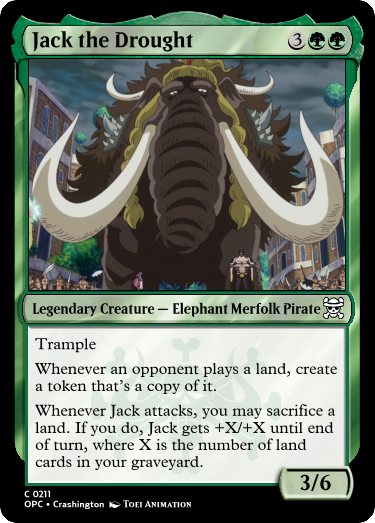 Jack the Drought 3
Legendary Creature — Elephant Merfolk Pirate
Trample
Whenever an opponent plays a land, create
a token that's a copy of it.
Whenever Jack attacks, you may sacrifice a
land. If you do, Jack gets +X/+X until end
of turn, where X is the number of land
cards in your graveyard.
3/6
C 0211
OPC • Crashington TOEI ANIMATION